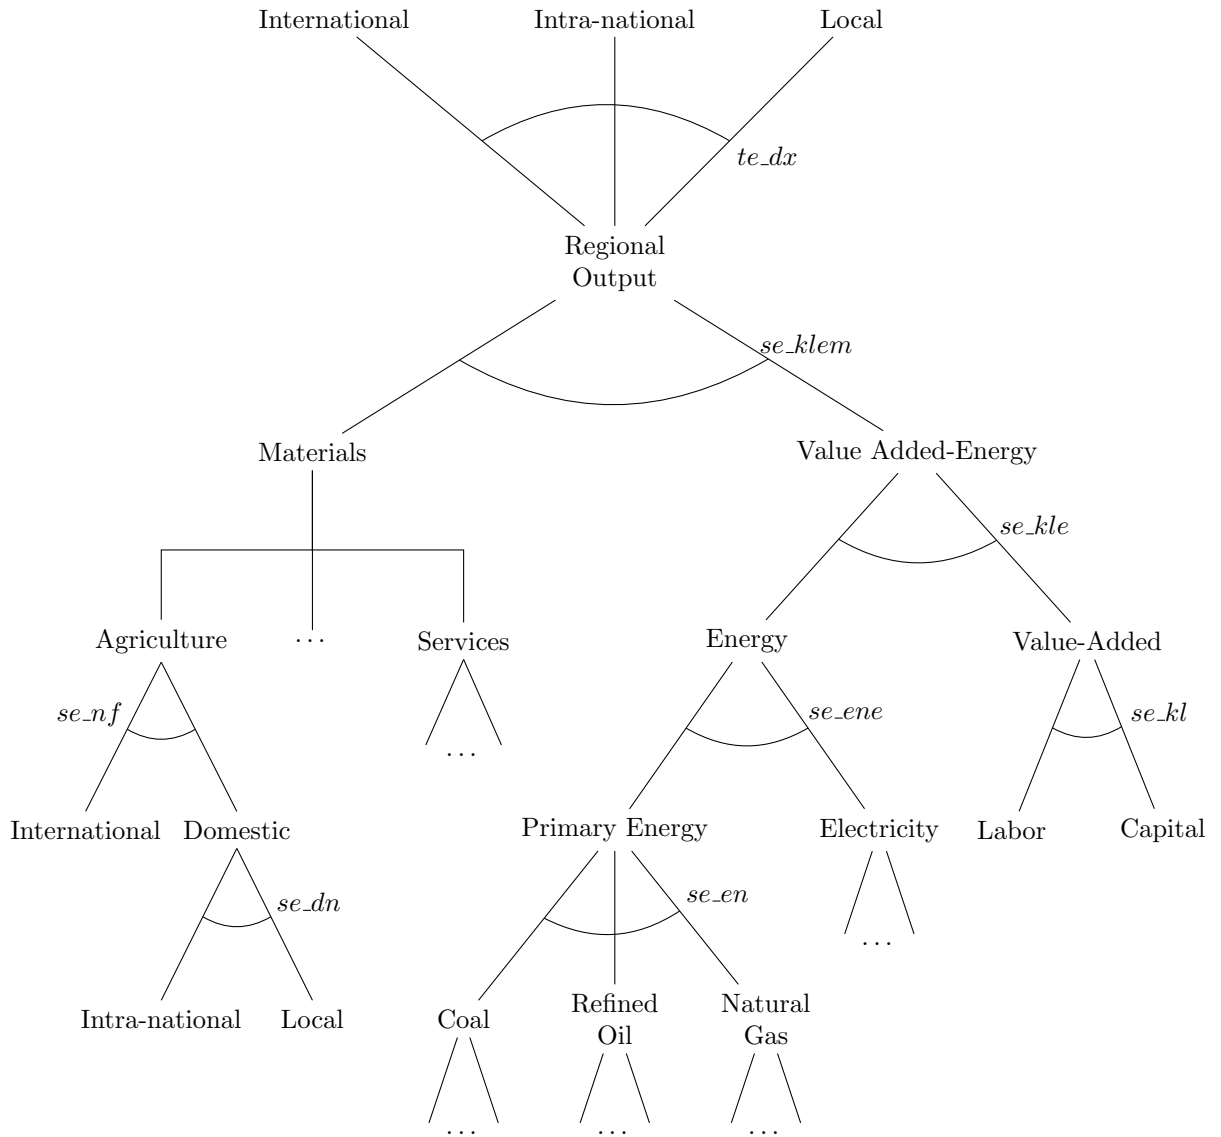 International Intra-national Local
te_dx
Regional
Output
se_klem
Materials Value Added-Energy
se_kle
Agriculture ... Services Energy Value-Added
se_nf se_ene se_kl
...
International Domestic Primary Energy Electricity Labor Capital
se_dn se_en
...
Intra-national Local Coal Refined
Oil Natural
Gas
... ... ...